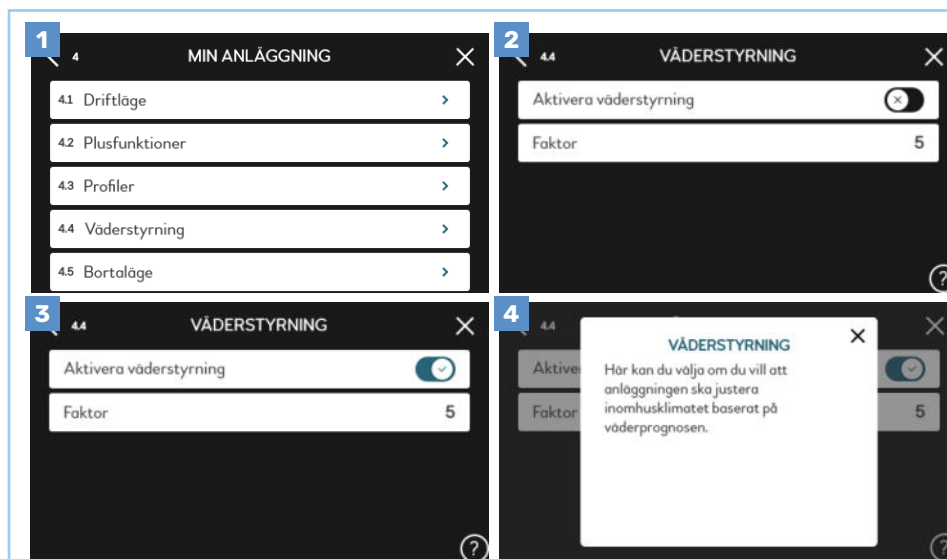 1
4 MIN ANLÄGGNING
4.1 Driftläge
4.2 Plusfunktioner
4.3 Profiler
4.4 Väderstyrning
4.5 Bortaläge
2
4.4 VÄDERSTYRNING
Aktivera väderstyrning
Faktor 5
?
3
4.4 VÄDERSTYRNING
Aktivera väderstyrning
Faktor 5
?
4
4.4
VÄDERSTYRNING
Här kan du välja om du vill att
anläggningen ska justera
inomhusklimatet baserat på
väderprognosen.
Aktive
Faktor 5
?